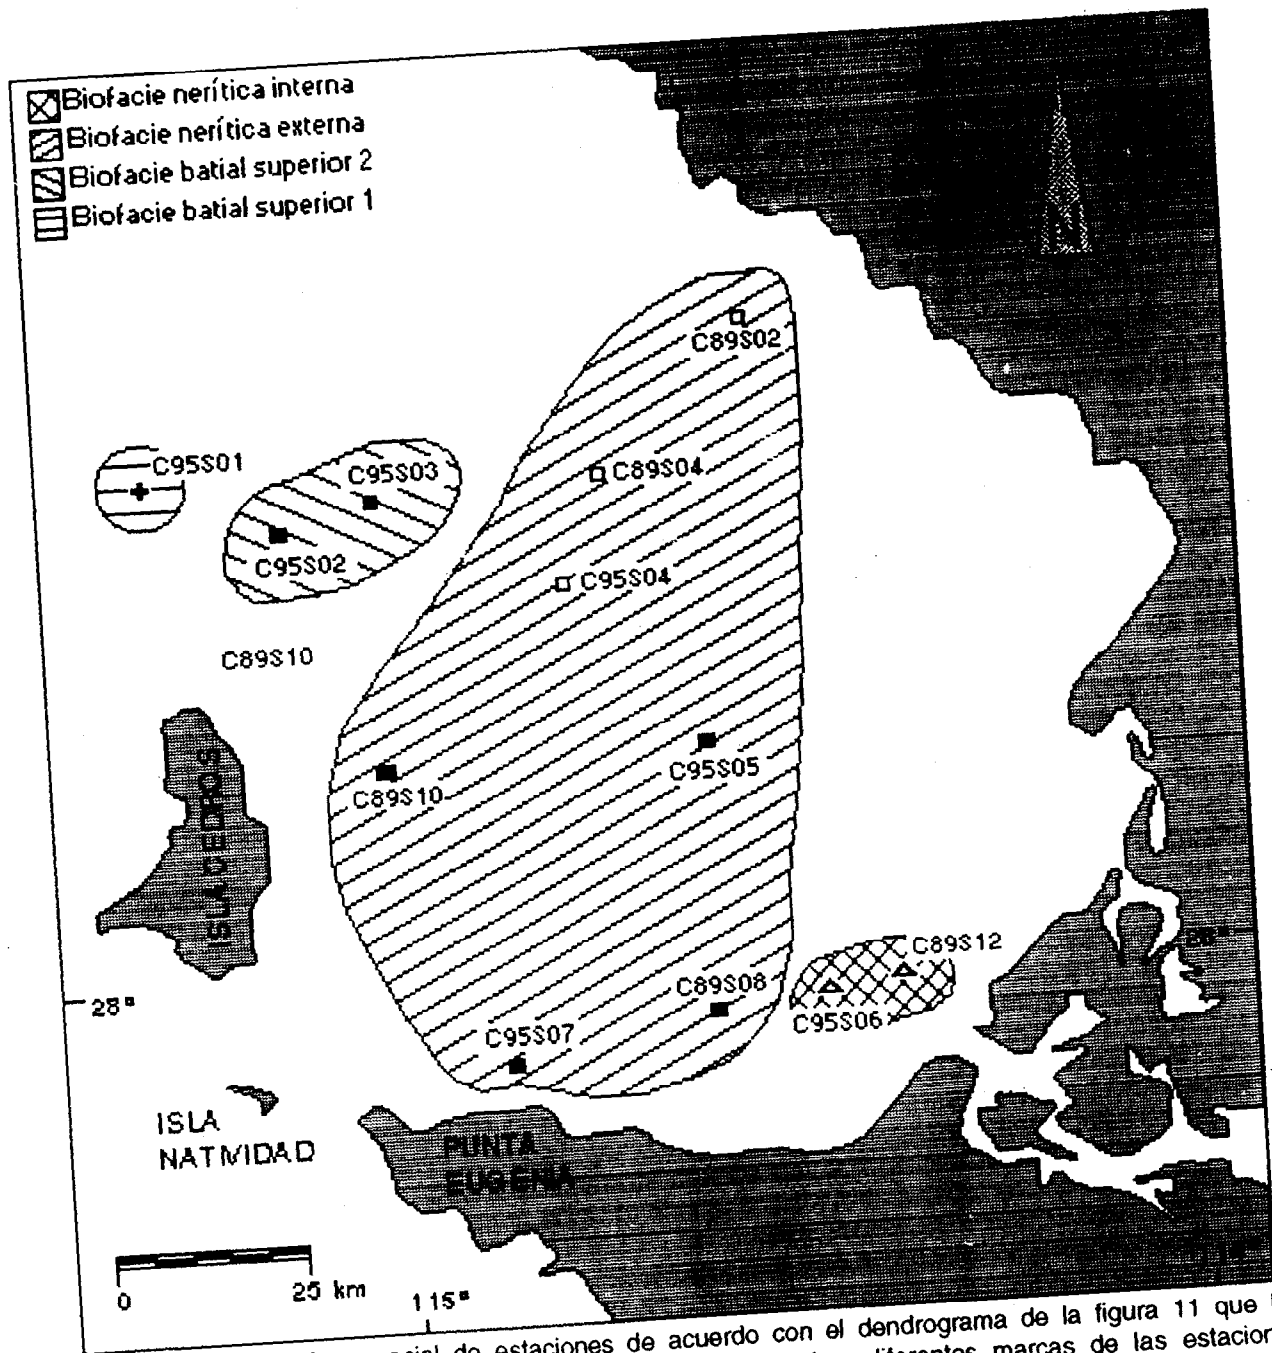 Biofacie nerítica interna
Biofacie nerítica externa
Biofacie batial superior 2
Biofacie batial superior 1
C89S02
C95S01
C95S03
C89S04
C95S02
C95S04
C89S10
ISLA CEDROS
C95S05
C89S10
C89S12
28°
C89S08
28°
C95S06
C95S07
ISLA
NATIVIDAD
PUNTA
EUGENIA
0
25 km
115°
de estaciones de acuerdo con el dendrograma de la figura 11 que
diferentes marcas de las